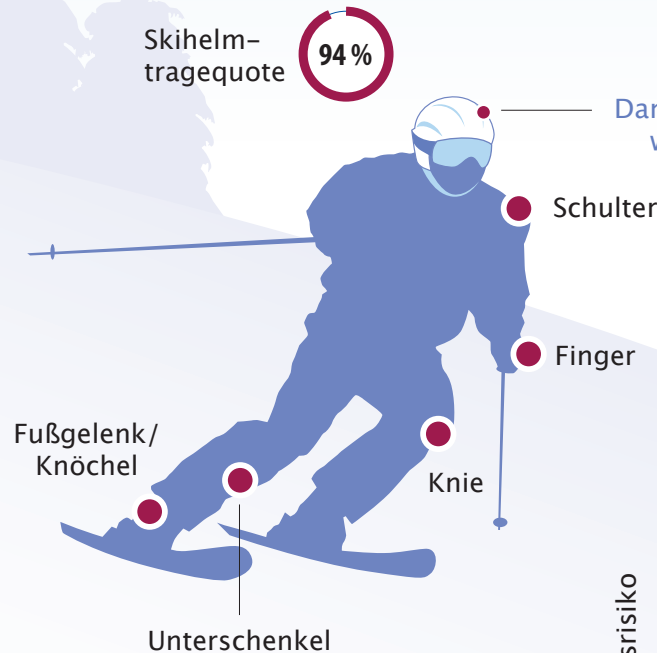 Skihelm-
tragequote
94 %
Schulter
Finger
Fußgelenk/
Knöchel
Knie
Unterschenkel